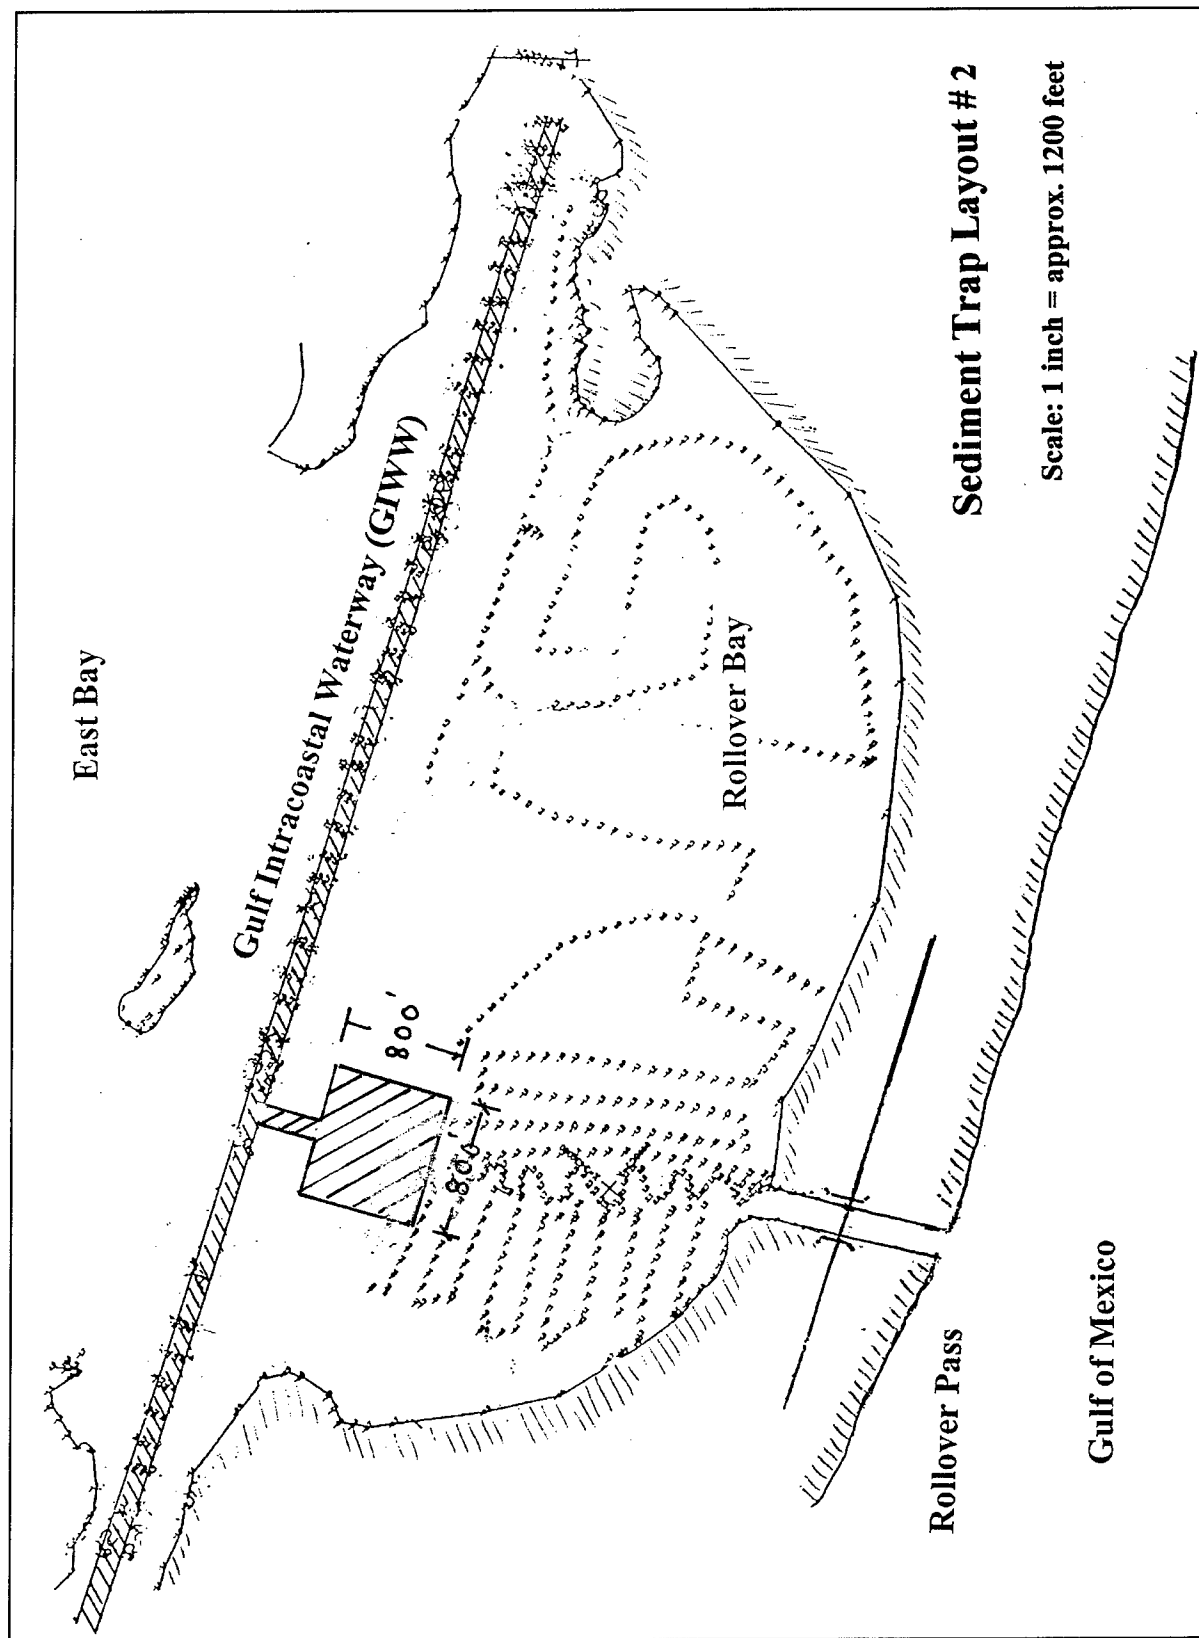 East Bay
Gulf Intracoastal Waterway (GIWW)
800'
800'
Rollover Bay
Rollover Pass
Gulf of Mexico
Sediment Trap Layout # 2
Scale: 1 inch = approx. 1200 feet